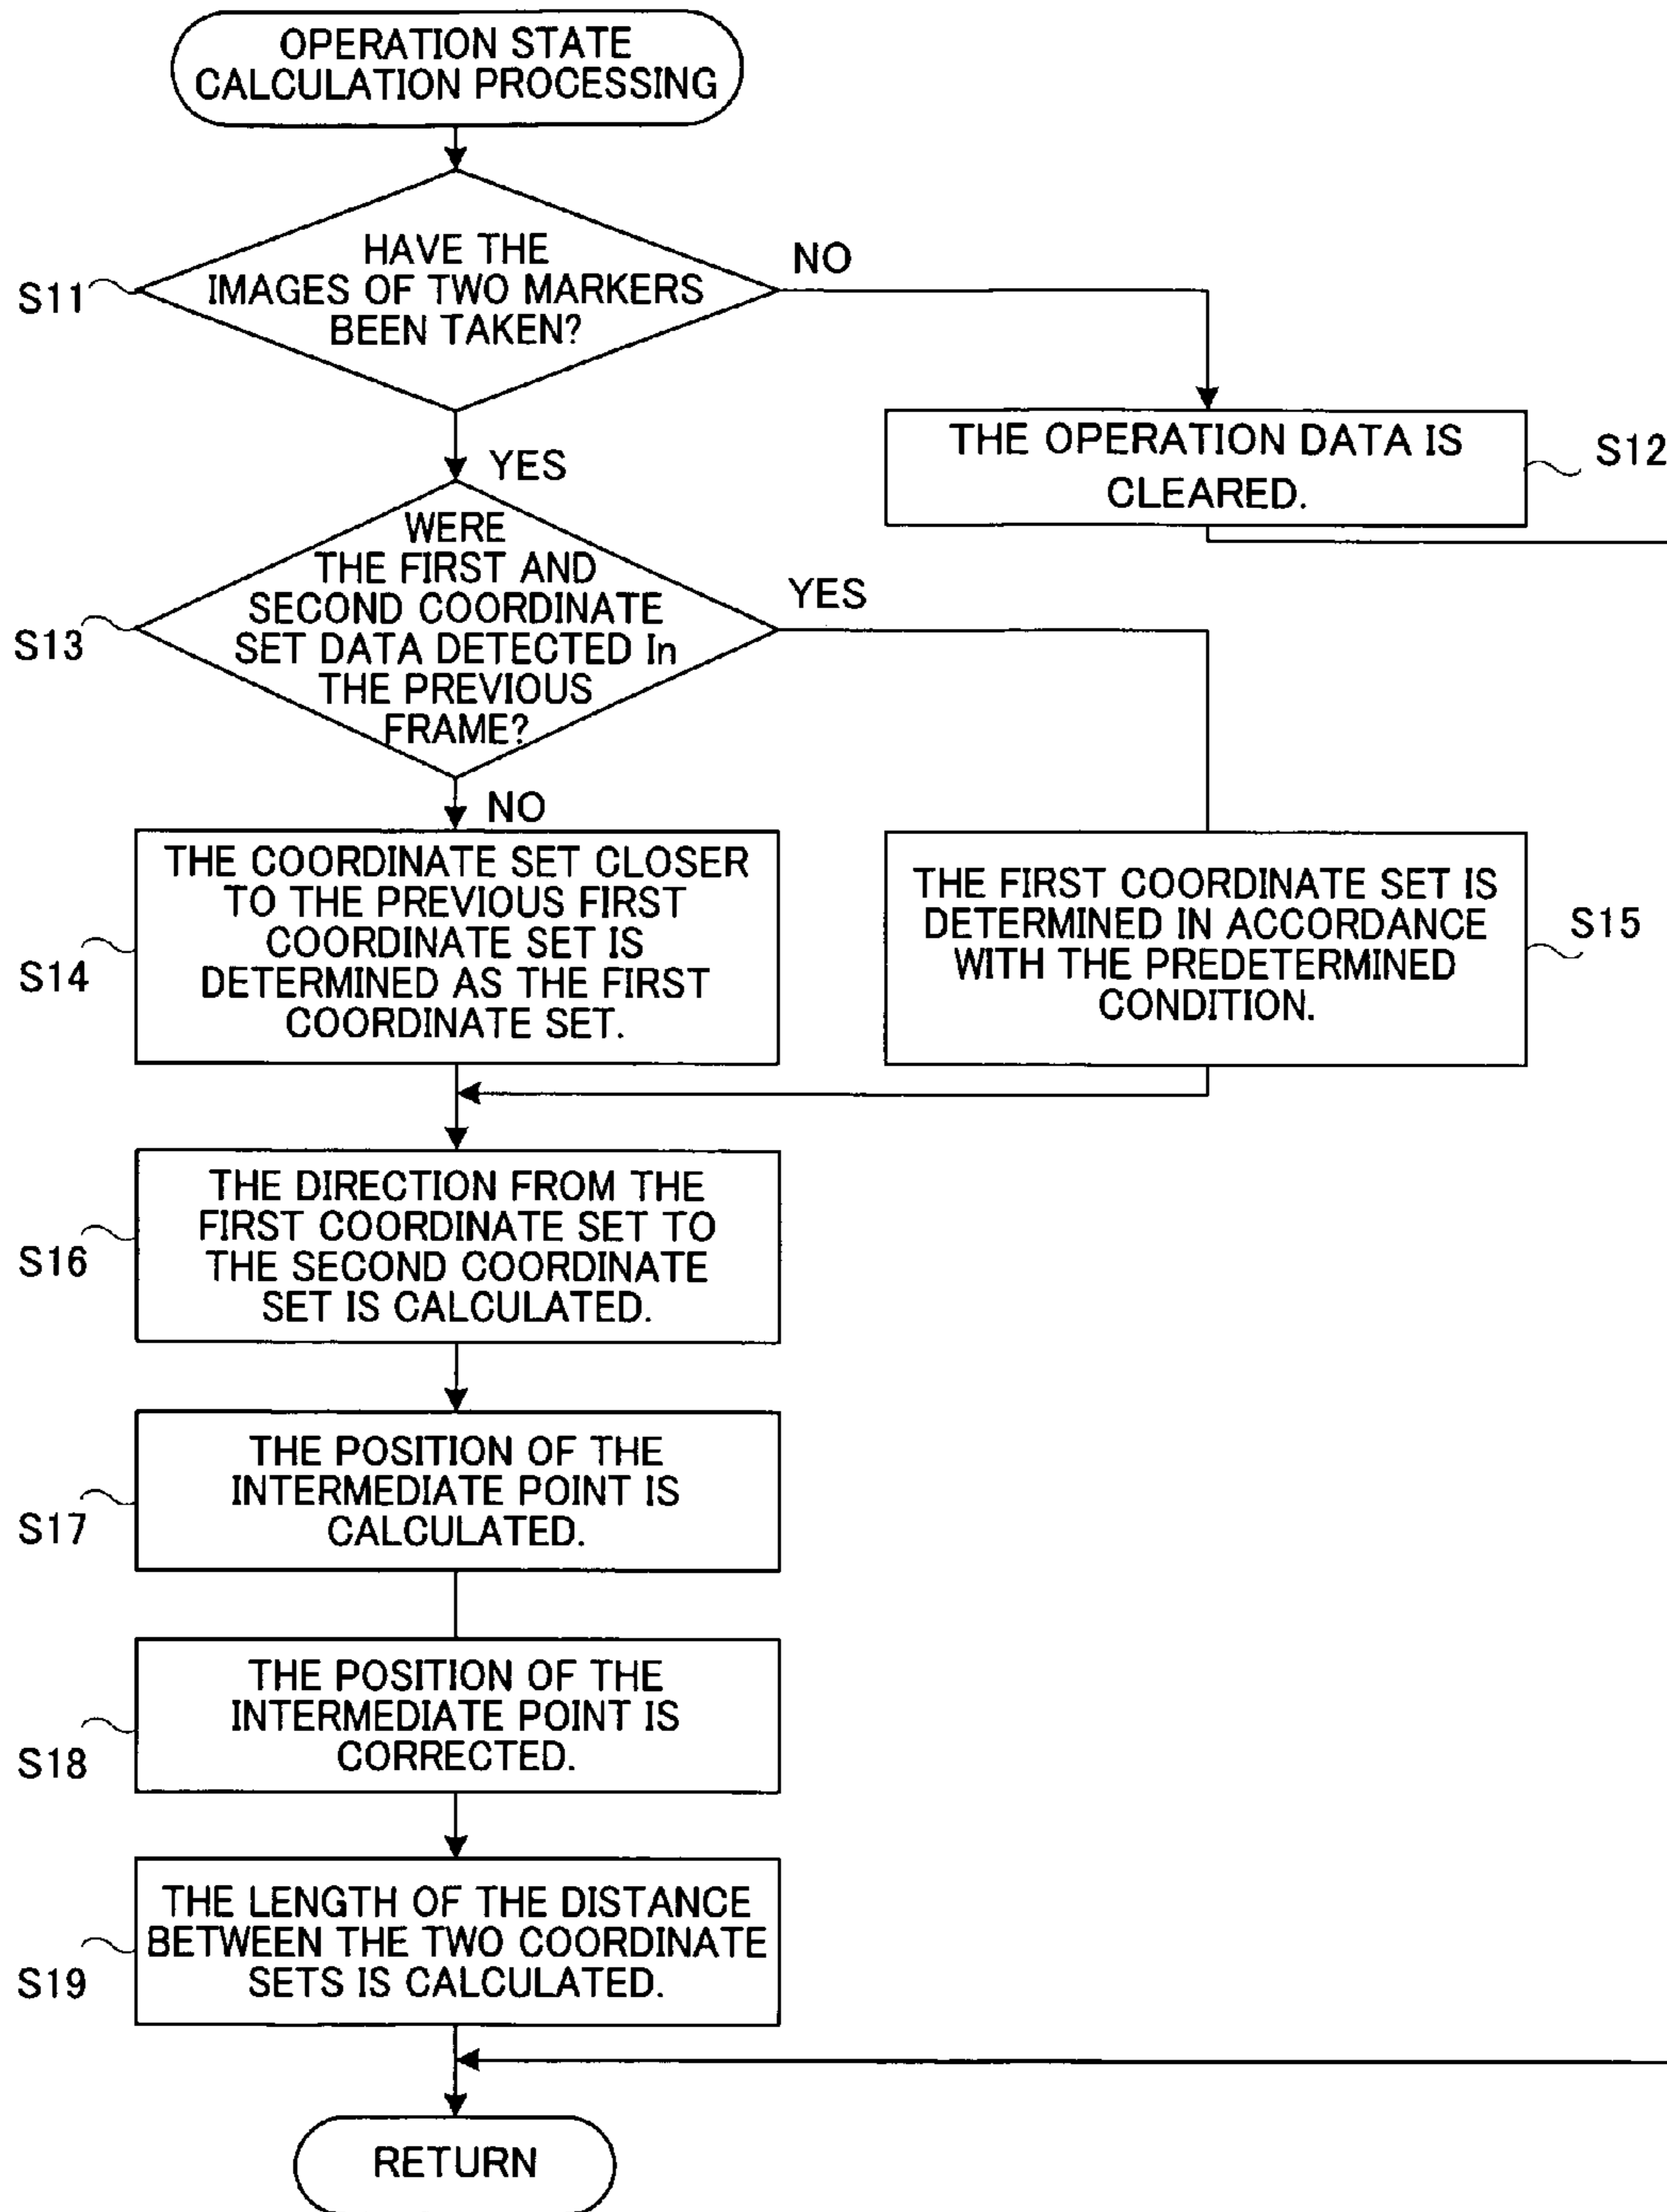 OPERATION STATE
CALCULATION PROCESSING
S11
HAVE THE
IMAGES OF TWO MARKERS
BEEN TAKEN?
NO
YES
THE OPERATION DATA IS
CLEARED.
S12
S13
WERE
THE FIRST AND
SECOND COORDINATE
SET DATA DETECTED In
THE PREVIOUS
FRAME?
YES
NO
S14
THE COORDINATE SET CLOSER
TO THE PREVIOUS FIRST
COORDINATE SET IS
DETERMINED AS THE FIRST
COORDINATE SET.
THE FIRST COORDINATE SET IS
DETERMINED IN ACCORDANCE
WITH THE PREDETERMINED
CONDITION.
S15
S16
THE DIRECTION FROM THE
FIRST COORDINATE SET TO
THE SECOND COORDINATE
SET IS CALCULATED.
S17
THE POSITION OF THE
INTERMEDIATE POINT IS
CALCULATED.
S18
THE POSITION OF THE
INTERMEDIATE POINT IS
CORRECTED.
S19
THE LENGTH OF THE DISTANCE
BETWEEN THE TWO COORDINATE
SETS IS CALCULATED.
RETURN